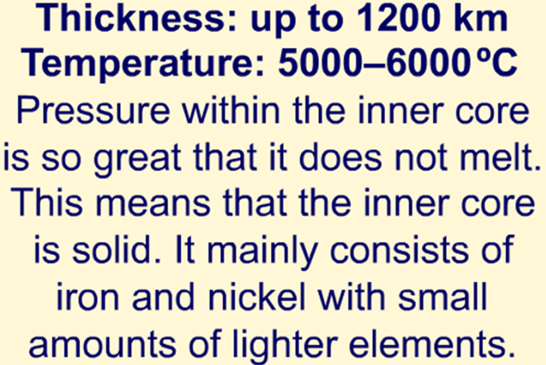 Thickness: up to 1200 km
Temperature: 5000–6000ºC
Pressure within the inner core
is so great that it does not melt.
This means that the inner core
is solid. It mainly consists of
iron and nickel with small
amounts of lighter elements.